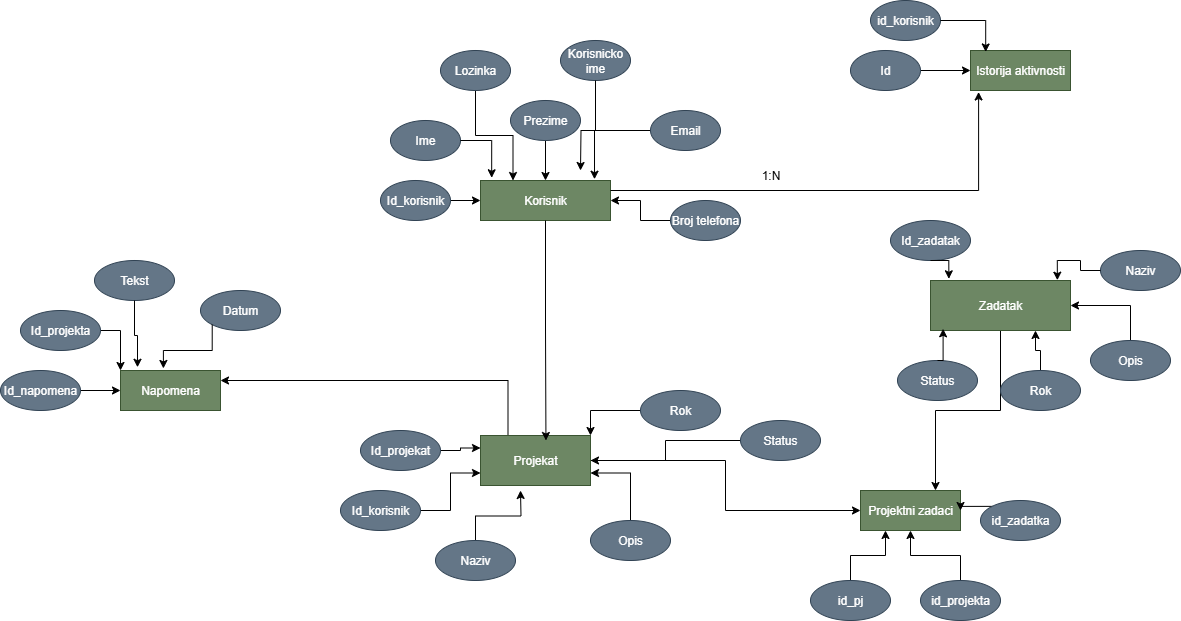 id_korisnik
Id
Istorija aktivnosti
Korisnicko
ime
Lozinka
Prezime
Ime
Email
1:N
Id_korisnik
Korisnik
Broj telefona
Id_zadatak
Naziv
Zadatak
Opis
Status
Rok
Tekst
Datum
Id_projekta
Id_napomena
Napomena
Rok
Status
Id_projekat
Projekat
Id_korisnik
Naziv
Opis
Projektni zadaci
id_zadatka
id_pj
id_projekta